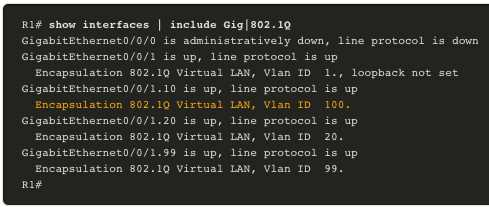 R1# show interfaces | include Gig|802.1Q
GigabitEthernet0/0/0 is administratively down, line protocol is down
GigabitEthernet0/0/1 is up, line protocol is up
  Encapsulation 802.1Q Virtual LAN, Vlan ID  1., loopback not set
GigabitEthernet0/0/1.10 is up, line protocol is up
  Encapsulation 802.1Q Virtual LAN, Vlan ID  100.
GigabitEthernet0/0/1.20 is up, line protocol is up
  Encapsulation 802.1Q Virtual LAN, Vlan ID  20.
GigabitEthernet0/0/1.99 is up, line protocol is up
  Encapsulation 802.1Q Virtual LAN, Vlan ID  99.
R1#